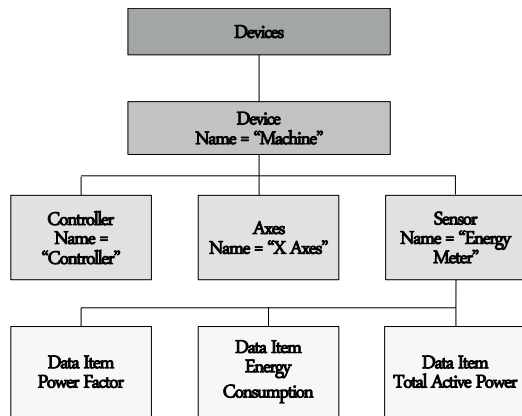 Devices
Device
Name = “Machine”
Controller
Name =
“Controller”
Axes
Name = “X Axes”
Sensor
Name = “Energy
Meter”
Data Item
Power Factor
Data Item
Energy
Consumption
Data Item
Total Active Power